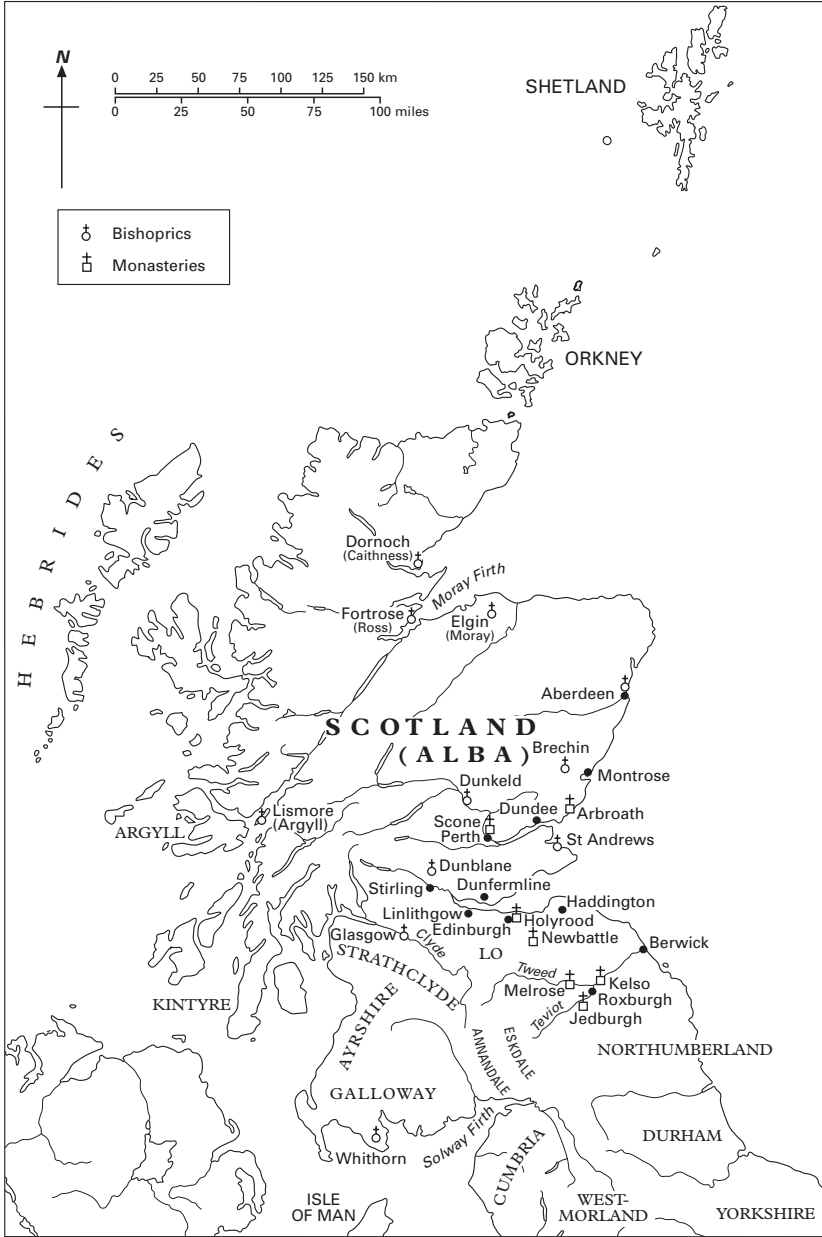 N
0 25 50 75 100 125 150 km
0 25 50 75 100 miles
SHETLAND
Bishoprics
Monasteries
ORKNEY
HEBRIDES
Dornoch
(Caithness)
Moray Firth
Fortrose
(Ross)
Elgin
(Moray)
Aberdeen
SCOTLAND
(ALBA)
Brechin
Montrose
Dunkeld
Lismore
(Argyll)
ARGYLL
Dundee
Arbroath
Scone
Perth
St Andrews
Dunblane
Stirling
Dunfermline
Haddington
Linlithgow
Edinburgh
Holyrood
Glasgow
Clyde
Newbattle
LO
Berwick
STRATHCLYDE
Tweed
Melrose
Kelso
Roxburgh
KINTYRE
Teviot
Jedburgh
AYRSHIRE
ANNANDALE
ESKDALE
NORTHUMBERLAND
GALLOWAY
Solway Firth
DURHAM
CUMBRIA
Whithorn
ISLE
OF MAN
WEST-
MORLAND
YORKSHIRE